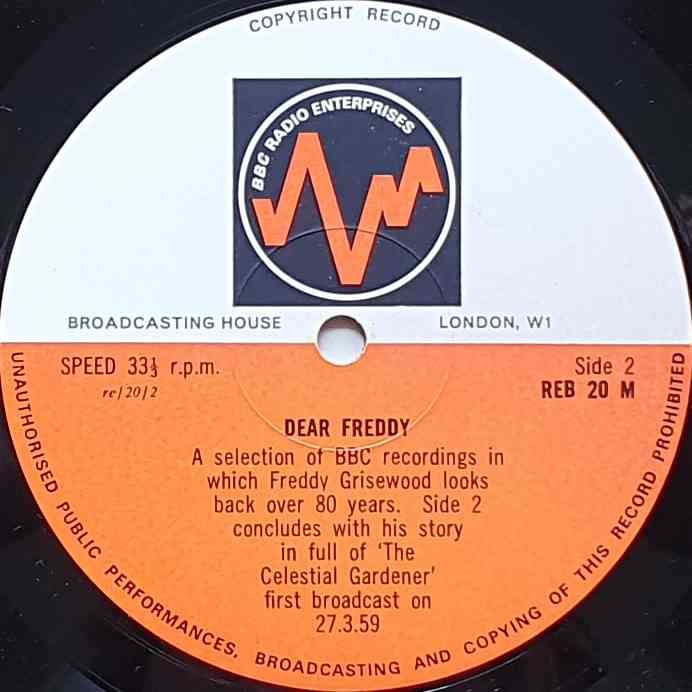 COPYRIGHT RECORD
BBC RADIO ENTERPRISES
BROADCASTING HOUSE
LONDON, W1
SPEED 33⅓ r.p.m.
Side 2
re/20/2
REB 20 M
DEAR FREDDY
A selection of BBC recordings in
which Freddy Grisewood looks
back over 80 years. Side 2
concludes with his story
in full of 'The
Celestial Gardener'
first broadcast on
27.3.59
UNAUTHORISED PUBLIC PERFORMANCES, BROADCASTING AND COPYING OF THIS RECORD PROHIBITED